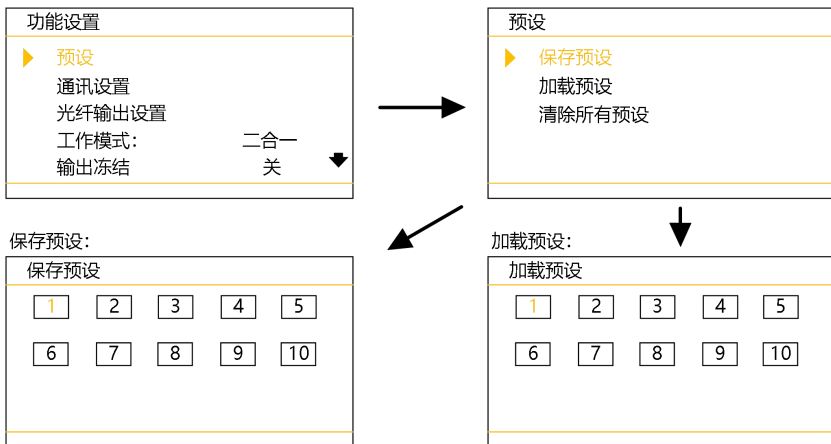 功能设置
预设
通讯设置
光纤输出设置
工作模式: 二合一
输出冻结 关
预设
保存预设
加载预设
清除所有预设
保存预设:
保存预设
1 2 3 4 5
6 7 8 9 10
加载预设:
加载预设
1 2 3 4 5
6 7 8 9 10